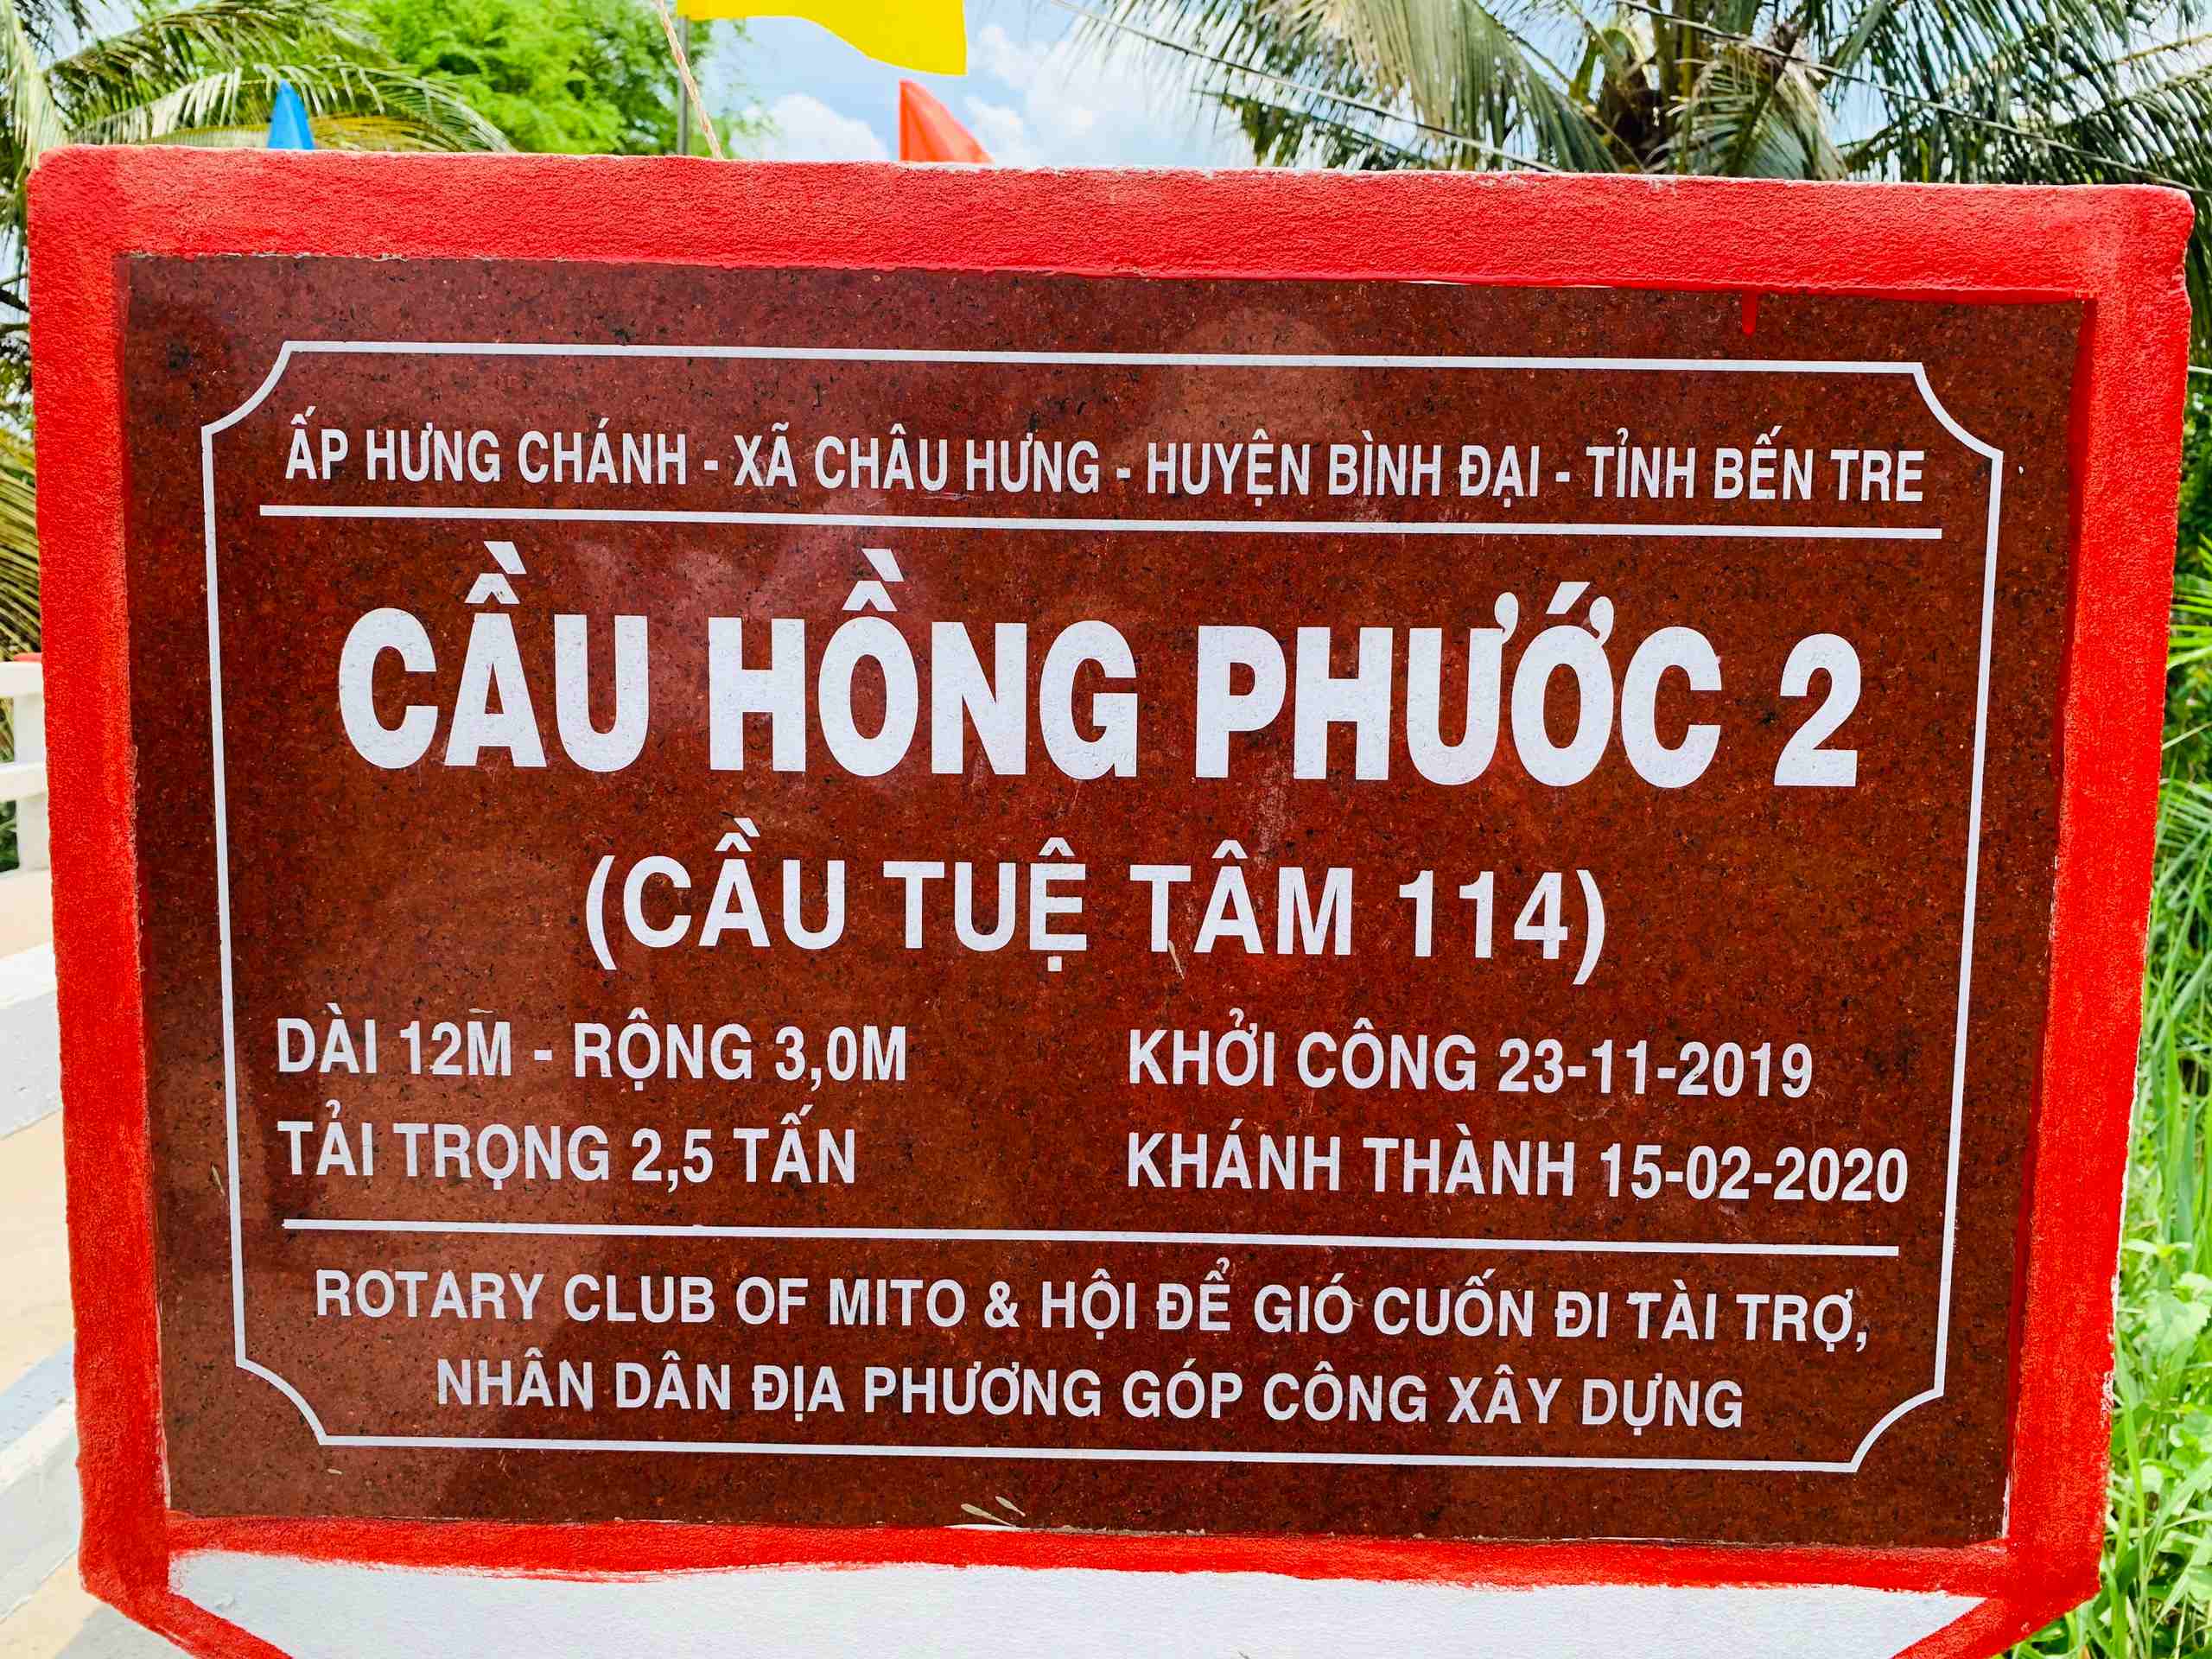 ẤP HƯNG CHÁNH - XÃ CHÂU HƯNG - HUYỆN BÌNH ĐẠI - TỈNH BẾN TRE
CẦU HỒNG PHƯỚC 2
(CẦU TUỆ TÂM 114)
DÀI 12M - RỘNG 3,0M
TẢI TRỌNG 2,5 TẤN
KHỞI CÔNG 23-11-2019
KHÁNH THÀNH 15-02-2020
ROTARY CLUB OF MITO & HỘI ĐỂ GIÓ CUỐN ĐI TÀI TRỢ,
NHÂN DÂN ĐỊA PHƯƠNG GÓP CÔNG XÂY DỰNG